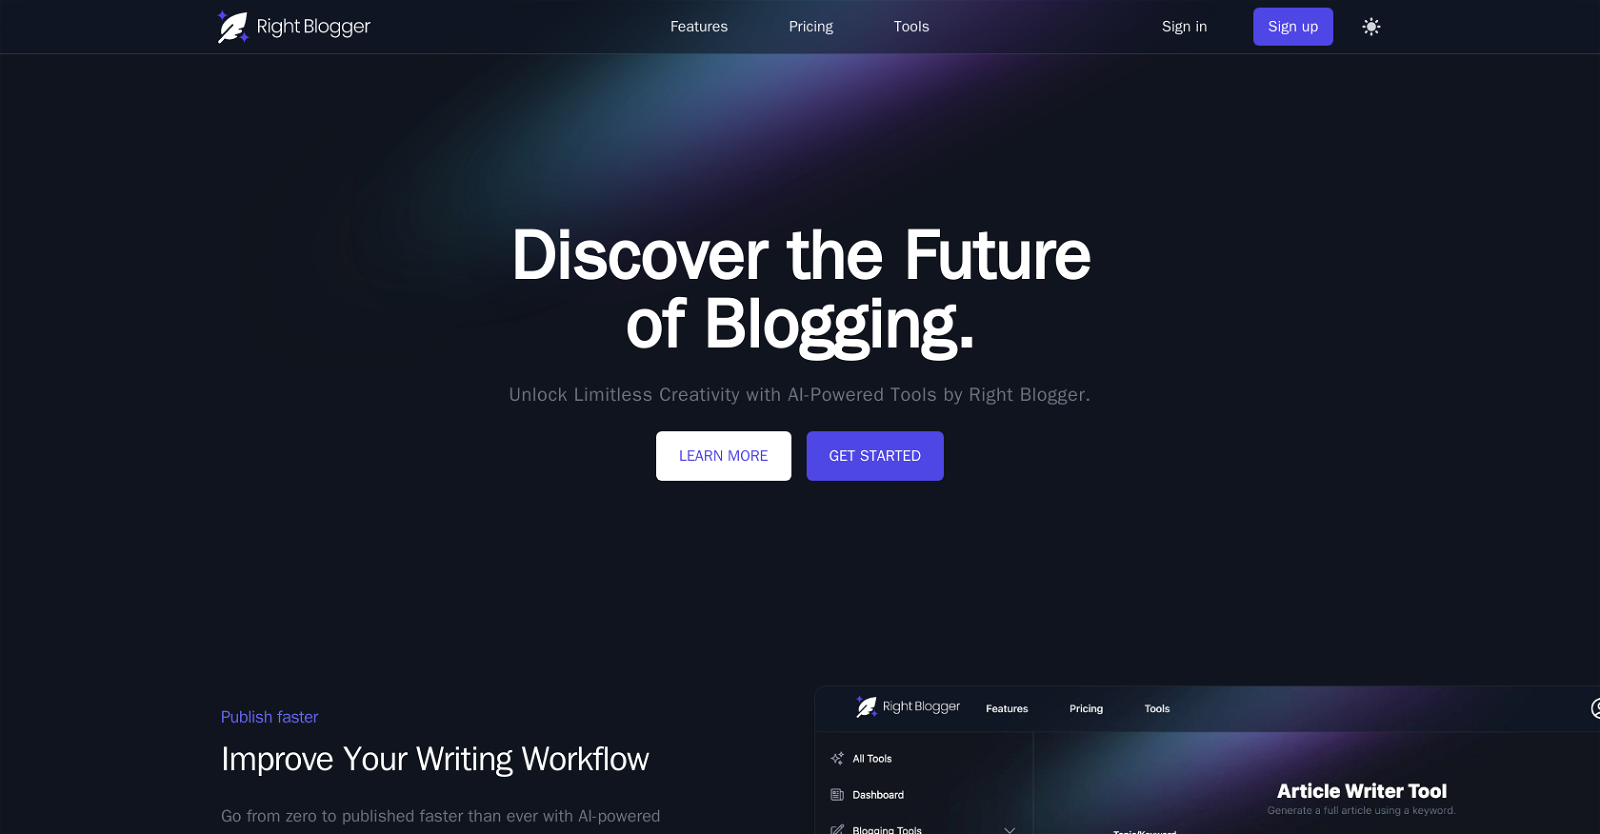 Right Blogger
Features
Pricing
Tools
Sign in
Sign up
Discover the Future
of Blogging.
Unlock Limitless Creativity with AI-Powered Tools by Right Blogger.
LEARN MORE
GET STARTED
Publish faster
Improve Your Writing Workflow
Go from zero to published faster than ever with AI-powered
Right Blogger
Features
Pricing
Tools
All Tools
Dashboard
Blogging Tools
Article Writer Tool
Generate a full article using a keyword.
Topic/Keyword